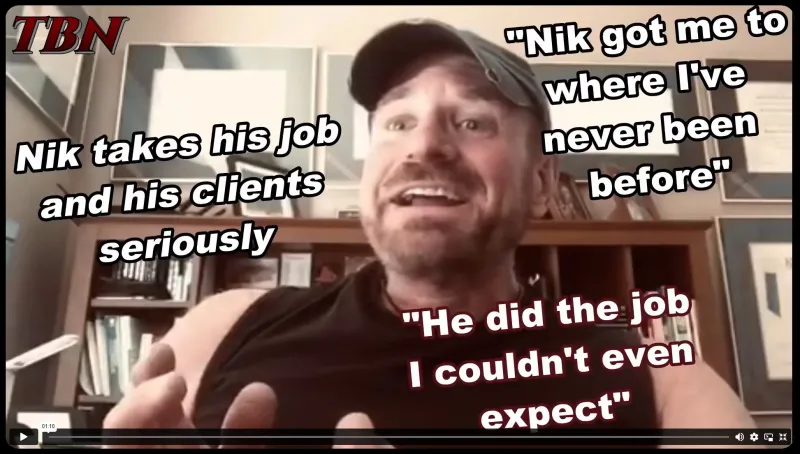 TBN
"Nik got me to
where I've
never been
before"
Nik takes his job
and his clients
seriously
"He did the job
I couldn't even
expect"
01:10